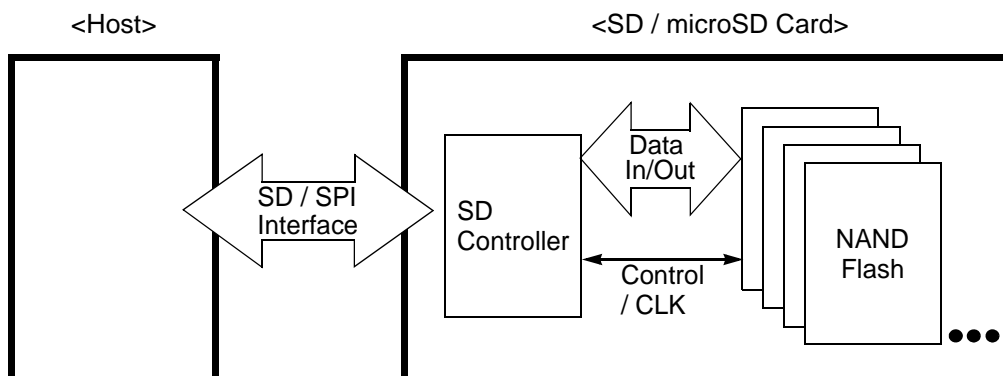 <Host>
<SD / microSD Card>
SD / SPI
Interface
SD
Controller
Data
In/Out
Control
/ CLK
NAND
Flash